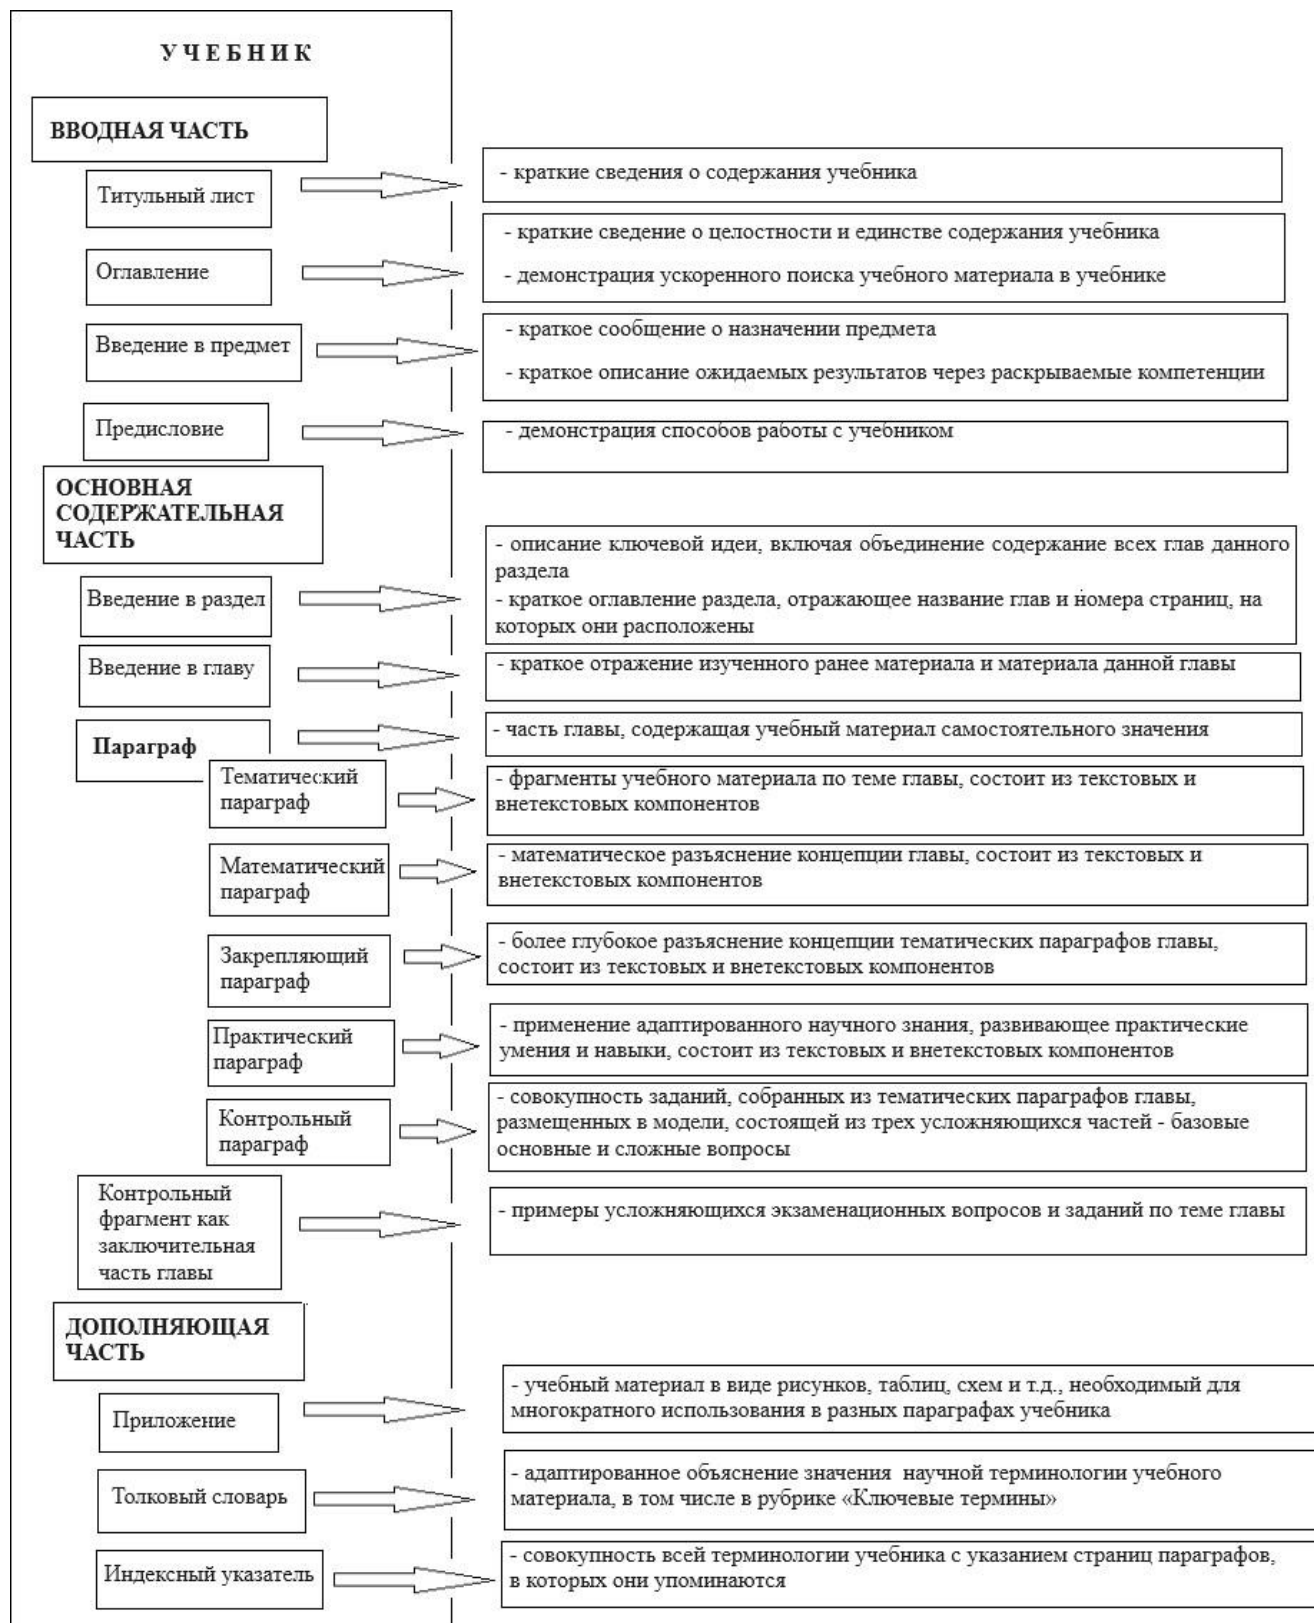 УЧЕБНИК
ВВОДНАЯ ЧАСТЬ
Титульный лист
- краткие сведения о содержания учебника
Оглавление
- краткие сведение о целостности и единстве содержания учебника
- демонстрация ускоренного поиска учебного материала в учебнике
Введение в предмет
- краткое сообщение о назначении предмета
- краткое описание ожидаемых результатов через раскрываемые компетенции
Предисловие
- демонстрация способов работы с учебником
ОСНОВНАЯ
СОДЕРЖАТЕЛЬНАЯ
ЧАСТЬ
Введение в раздел
- описание ключевой идеи, включая объединение содержание всех глав данного
раздела
- краткое оглавление раздела, отражающее название глав и номера страниц, на
которых они расположены
Введение в главу
- краткое отражение изученного ранее материала и материала данной главы
Параграф
- часть главы, содержащая учебный материал самостоятельного значения
Тематический
параграф
- фрагменты учебного материала по теме главы, состоит из текстовых и
внетекстовых компонентов
Математический
параграф
- математическое разъяснение концепции главы, состоит из текстовых и
внетекстовых компонентов
Закрепляющий
параграф
- более глубокое разъяснение концепции тематических параграфов главы,
состоит из текстовых и внетекстовых компонентов
Практический
параграф
- применение адаптированного научного знания, развивающее практические
умения и навыки, состоит из текстовых и внетекстовых компонентов
Контрольный
параграф
- совокупность заданий, собранных из тематических параграфов главы,
размещенных в модели, состоящей из трех усложняющихся частей - базовые
основные и сложные вопросы
Контрольный
фрагмент как
заключительная
часть главы
- примеры усложняющихся экзаменационных вопросов и заданий по теме главы
ДОПОЛНЯЮЩАЯ
ЧАСТЬ
Приложение
- учебный материал в виде рисунков, таблиц, схем и т.д., необходимый для
многократного использования в разных параграфах учебника
Толковый словарь
- адаптированное объяснение значения научной терминологии учебного
материала, в том числе в рубрике «Ключевые термины»
Индексный указатель
- совокупность всей терминологии учебника с указанием страниц параграфов,
в которых они упоминаются